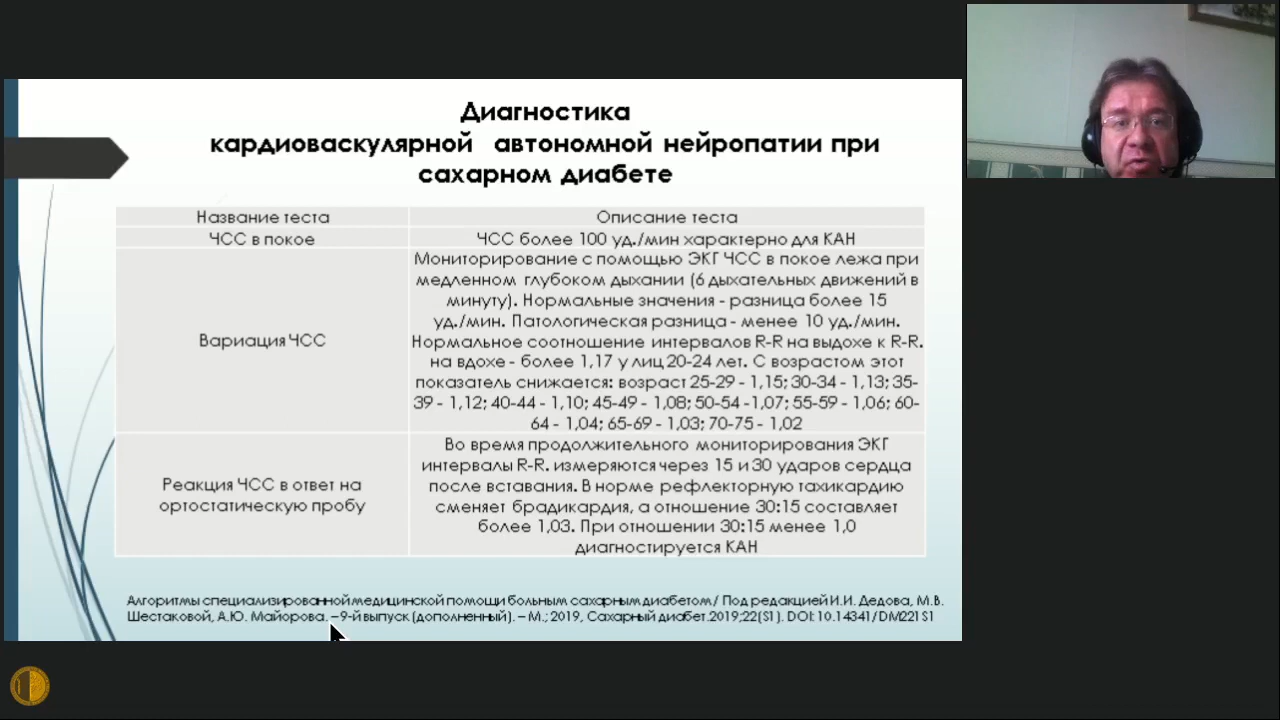 Диагностика
кардиоваскулярной автономной нейропатии при
сахарном диабете
Название теста
Описание теста
ЧСС в покое
ЧСС более 100 уд./мин характерно для КАН
Вариация ЧСС
Мониторирование с помощью ЭКГ ЧСС в покое лежа при
медленном глубоком дыхании (6 дыхательных движений в
минуту). Нормальные значения - разница более 15
уд./мин. Патологическая разница - менее 10 уд./мин.
Нормальное соотношение интервалов R-R на выдохе к R-R.
на вдохе - более 1,17 у лиц 20-24 лет. С возрастом этот
показатель снижается: возраст 25-29 - 1,15; 30-34 - 1,13; 35-
39 - 1,12; 40-44 - 1,10; 45-49 - 1,08; 50-54 -1,07; 55-59 - 1,06; 60-
64 - 1,04; 65-69 - 1,03; 70-75 - 1,02
Реакция ЧСС в ответ на
ортостатическую пробу
Во время продолжительного мониторирования ЭКГ
интервалы R-R. измеряются через 15 и 30 ударов сердца
после вставания. В норме рефлекторную тахикардию
сменяет брадикардия, а отношение 30:15 составляет
более 1,03. При отношении 30:15 менее 1,0
диагностируется КАН
Алгоритмы специализированной медицинской помощи больным сахарным диабетом / Под редакцией И.И. Дедова, М.В.
Шестаковой, А.Ю. Майорова. – 9-й выпуск (дополненный). – М.; 2019, Сахарный диабет.2019;22(S1). DOI: 10.14341/DM221S1